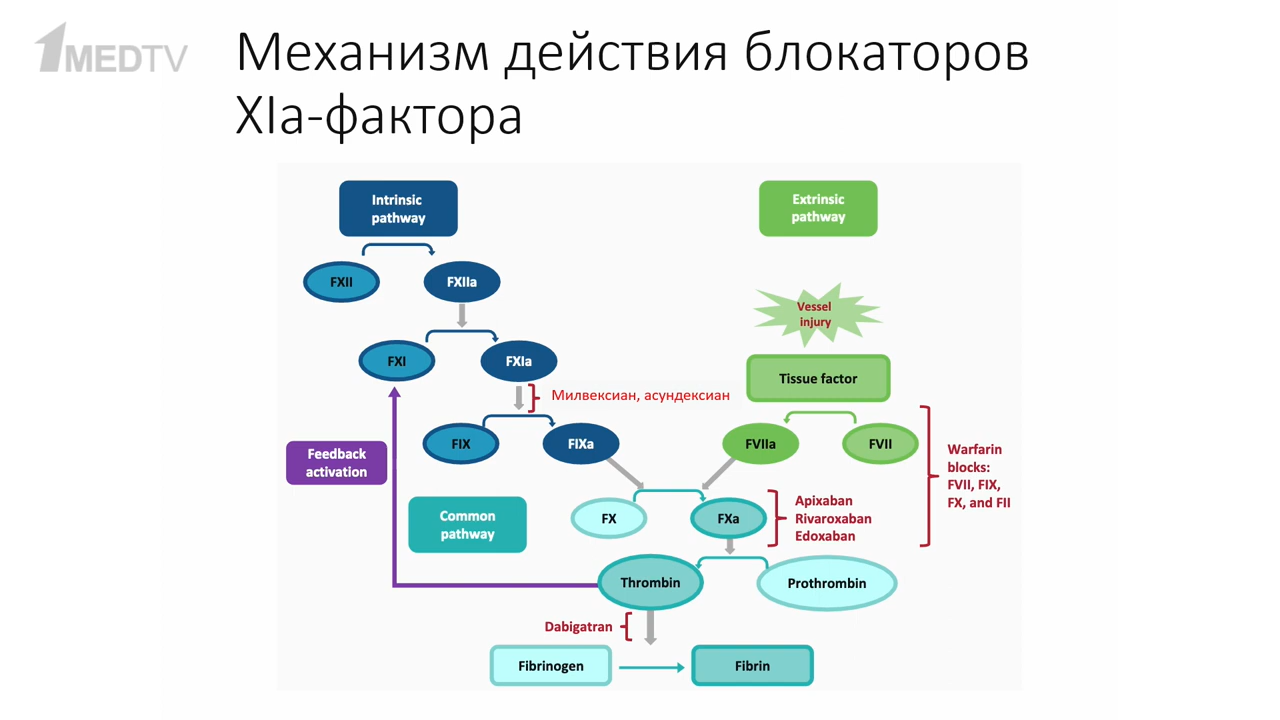 1MEDTV
Механизм действия блокаторов
XIa-фактора
Intrinsic
pathway
Extrinsic
pathway
FXII
FXIIa
Vessel
injury
FXI
FXIa
Tissue factor
Милвексиан, асундексиан
FIX
FIXa
FVIIa
FVII
Feedback
activation
Warfarin
blocks:
FVII, FIX,
FX, and FII
Common
pathway
FX
FXa
Apixaban
Rivaroxaban
Edoxaban
Thrombin
Prothrombin
Dabigatran
Fibrinogen
Fibrin